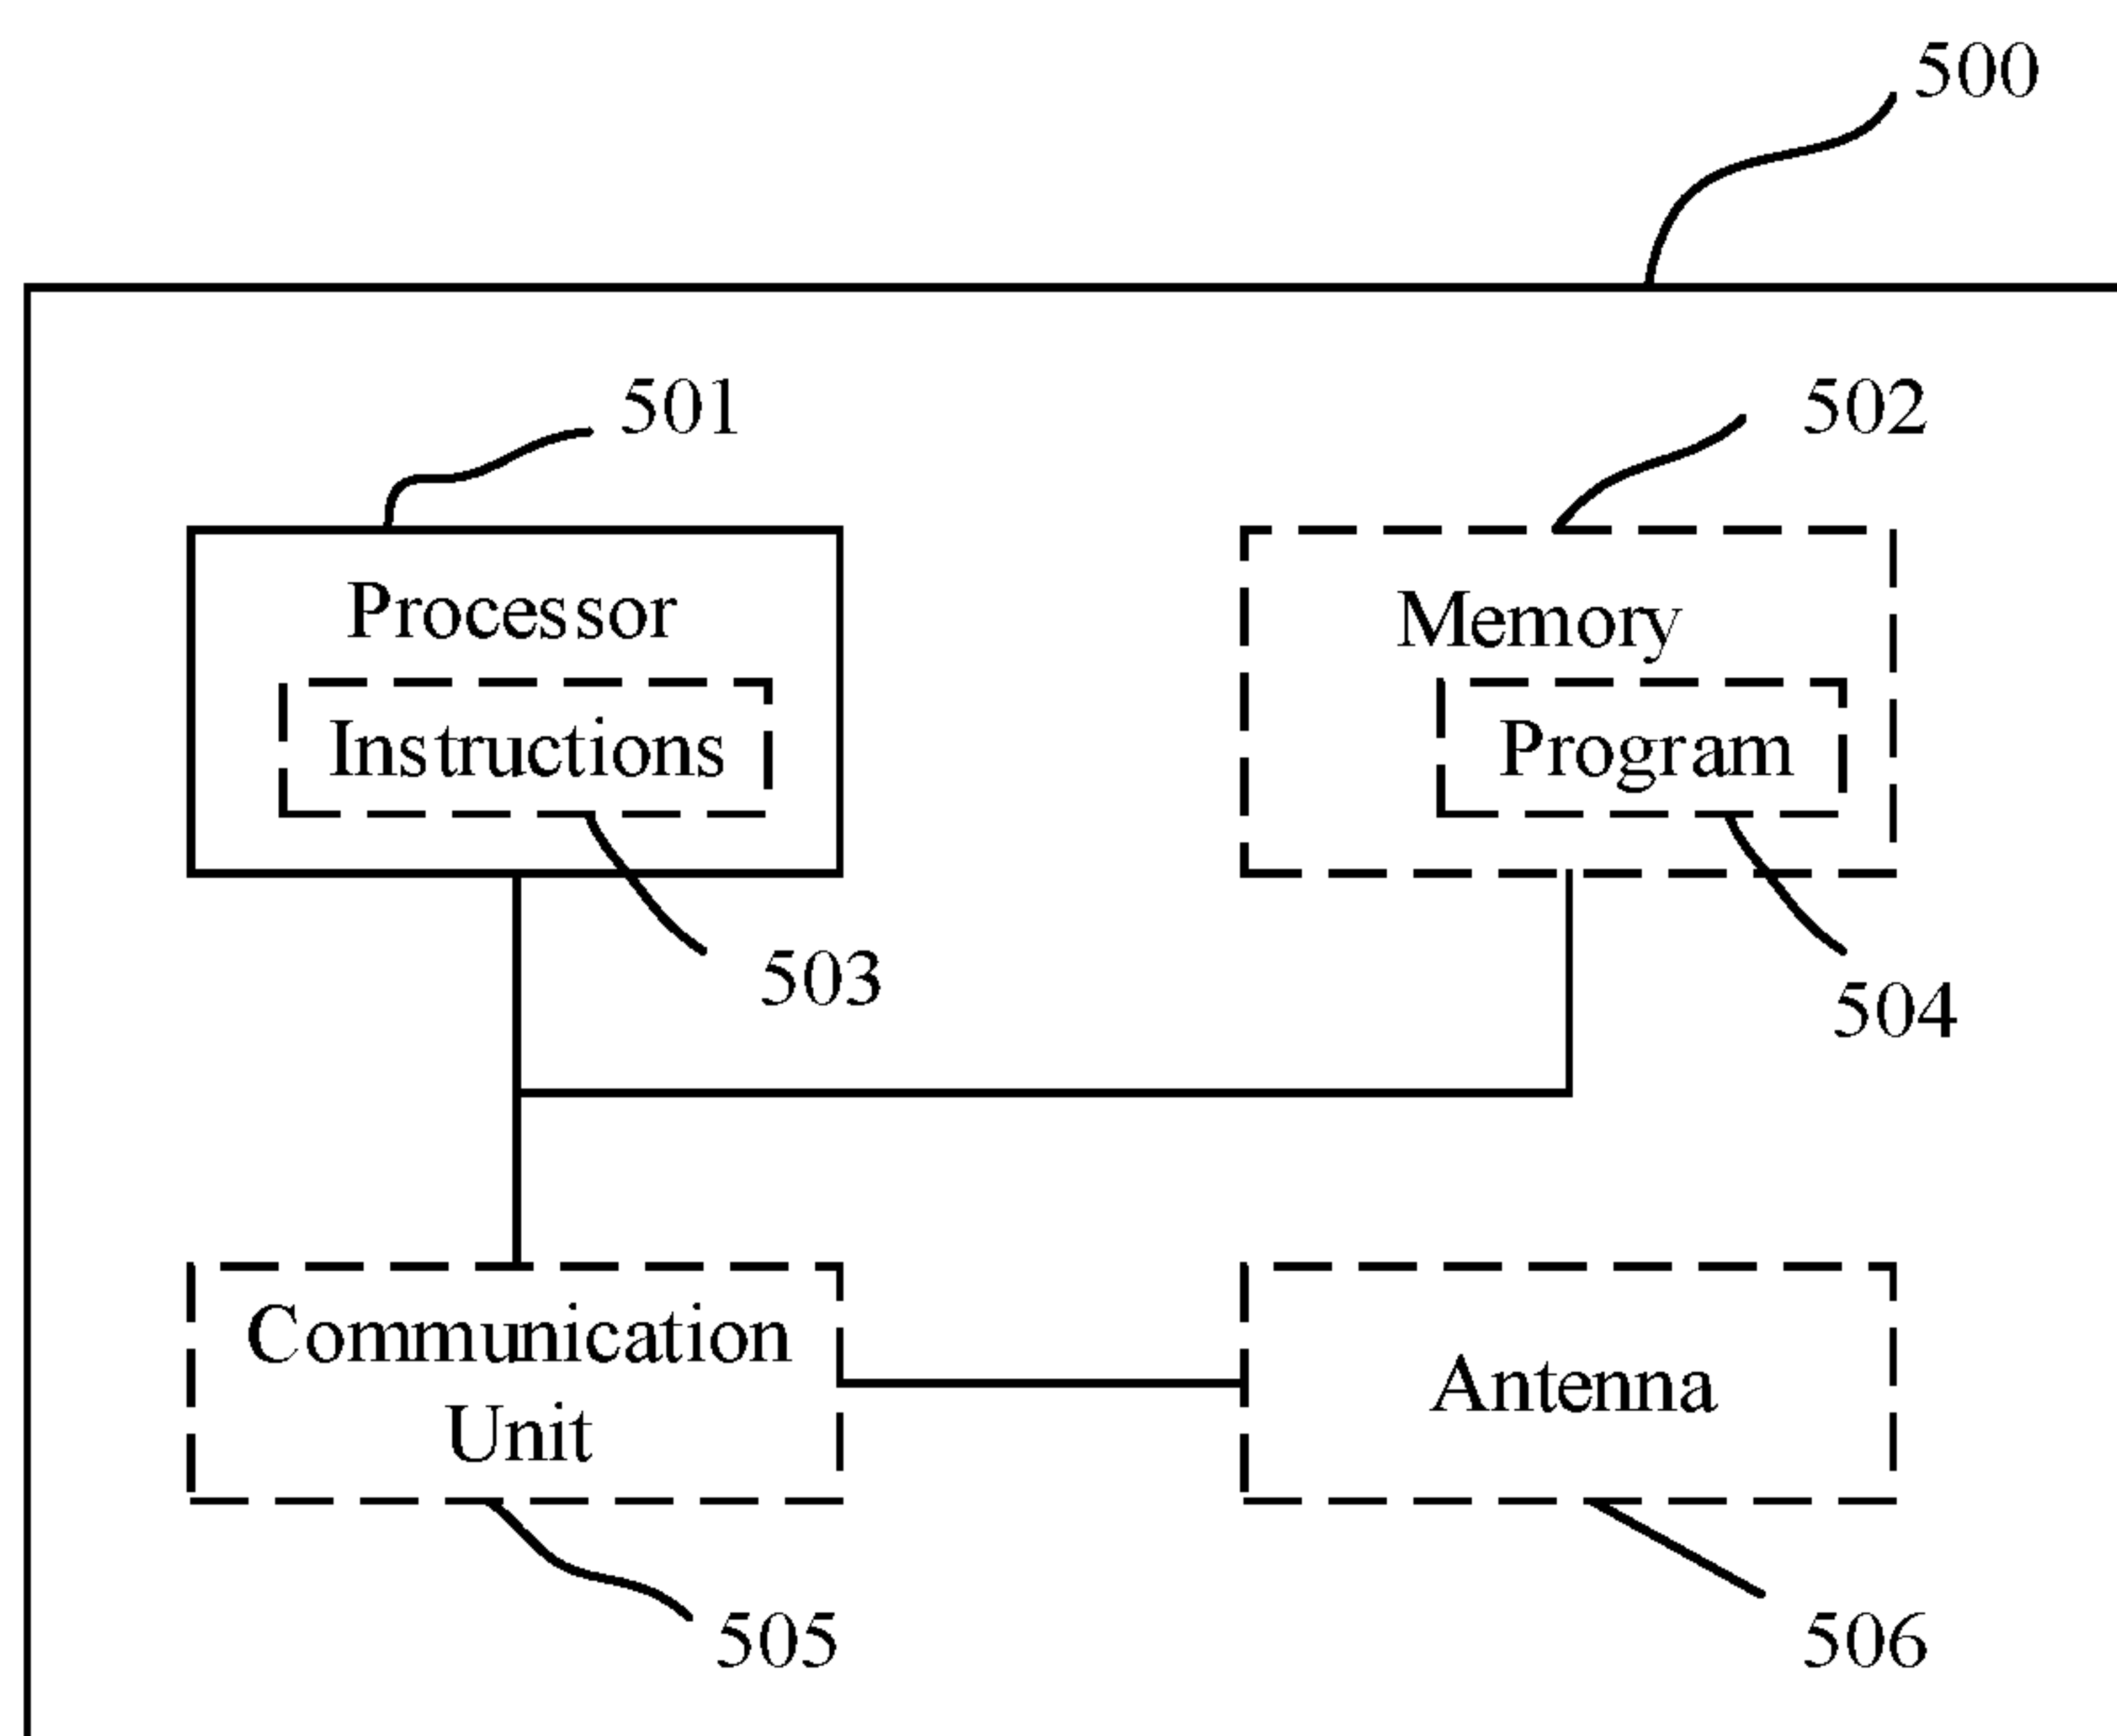 500
501
502
Processor
Memory
Instructions
Program
503
504
Communication
Unit
Antenna
505
506